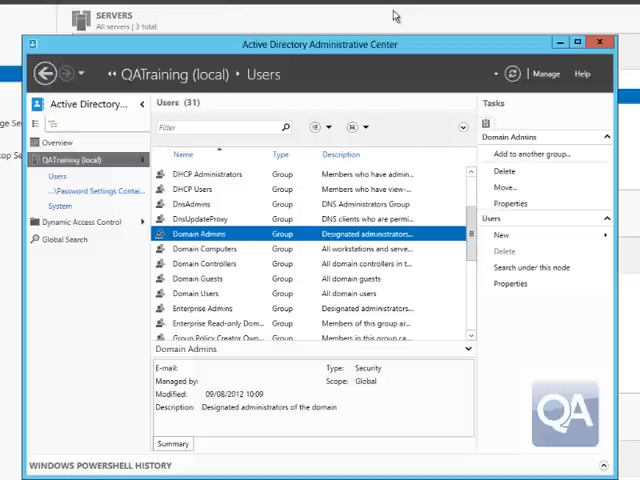 SERVERS
All servers | 3 total
Active Directory Administrative Center
QATraining (local) Users
Manage Help
Active Directory...
Users (31)
Tasks
Filter
Overview
QATraining (local)
Users
...\Password Settings Contai...
System
Dynamic Access Control
Global Search
Name Type Description
DHCP Administrators Group Members who have admin...
DHCP Users Group Members who have view-...
DnsAdmins Group DNS Administrators Group
DnsUpdateProxy Group DNS clients who are permi...
Domain Admins Group Designated administrators...
Domain Computers Group All workstations and serve...
Domain Controllers Group All domain controllers in t...
Domain Guests Group All domain guests
Domain Users Group All domain users
Enterprise Admins Group Designated administrators...
Enterprise Read-only Dom... Group Members of this group ar...
Group Policy Creator Own... Group Members in this group ca...
Domain Admins
Add to another group...
Delete
Move...
Properties
Users
New
Delete
Search under this node
Properties
Domain Admins
E-mail: Type: Security
Managed by: Scope: Global
Modified: 09/08/2012 10:09
Description: Designated administrators of the domain
Summary
QA
WINDOWS POWERSHELL HISTORY